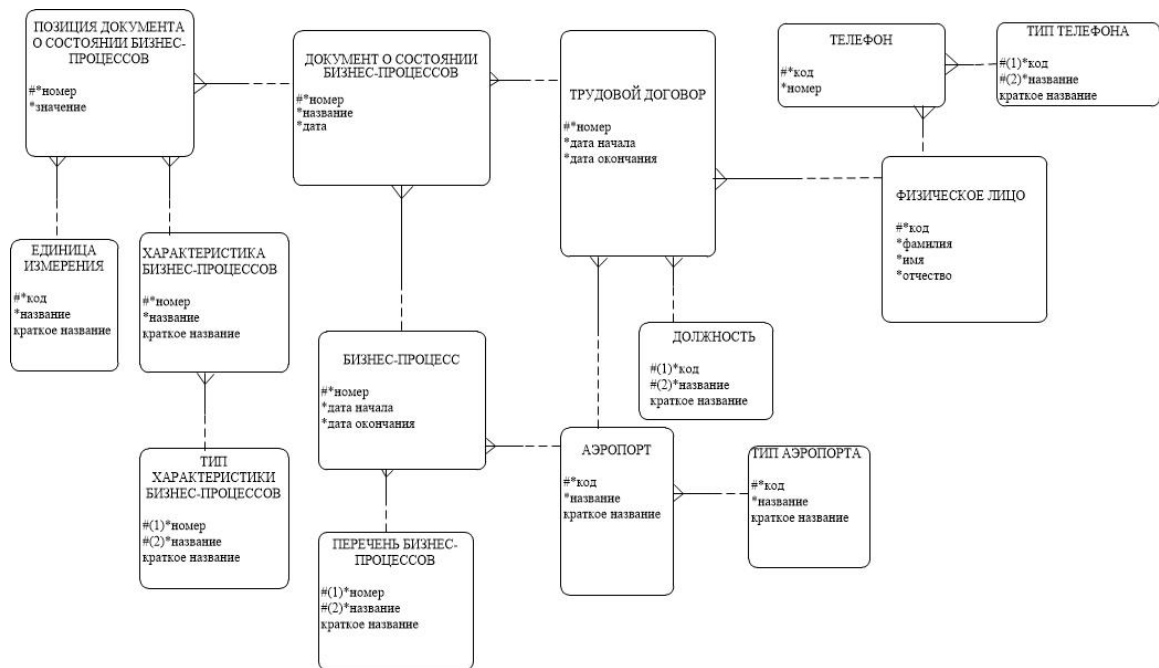 ПОЗИЦИЯ ДОКУМЕНТА
О СОСТОЯНИИ БИЗНЕС-
ПРОЦЕССОВ
#*номер
*значение
ДОКУМЕНТ О СОСТОЯНИИ
БИЗНЕС-ПРОЦЕССОВ
#*номер
*название
*дата
ТРУДОВОЙ ДОГОВОР
#*номер
*дата начала
*дата окончания
ТЕЛЕФОН
#*код
*номер
ТИП ТЕЛЕФОНА
#(1)*код
#(2)*название
краткое название
ФИЗИЧЕСКОЕ ЛИЦО
#*код
*фамилия
*имя
*отчество
ЕДИНИЦА
ИЗМЕРЕНИЯ
#*код
*название
краткое название
ХАРАКТЕРИСТИКА
БИЗНЕС-ПРОЦЕССОВ
#*номер
*название
краткое название
БИЗНЕС-ПРОЦЕСС
#*номер
*дата начала
*дата окончания
ДОЛЖНОСТЬ
#(1)*код
#(2)*название
краткое название
ТИП
ХАРАКТЕРИСТИКИ
БИЗНЕС-ПРОЦЕССОВ
#(1)*номер
#(2)*название
краткое название
АЭРОПОРТ
#*код
*название
краткое название
ТИП АЭРОПОРТА
#*код
*название
краткое название
ПЕРЕЧЕНЬ БИЗНЕС-
ПРОЦЕССОВ
#(1)*номер
#(2)*название
краткое название